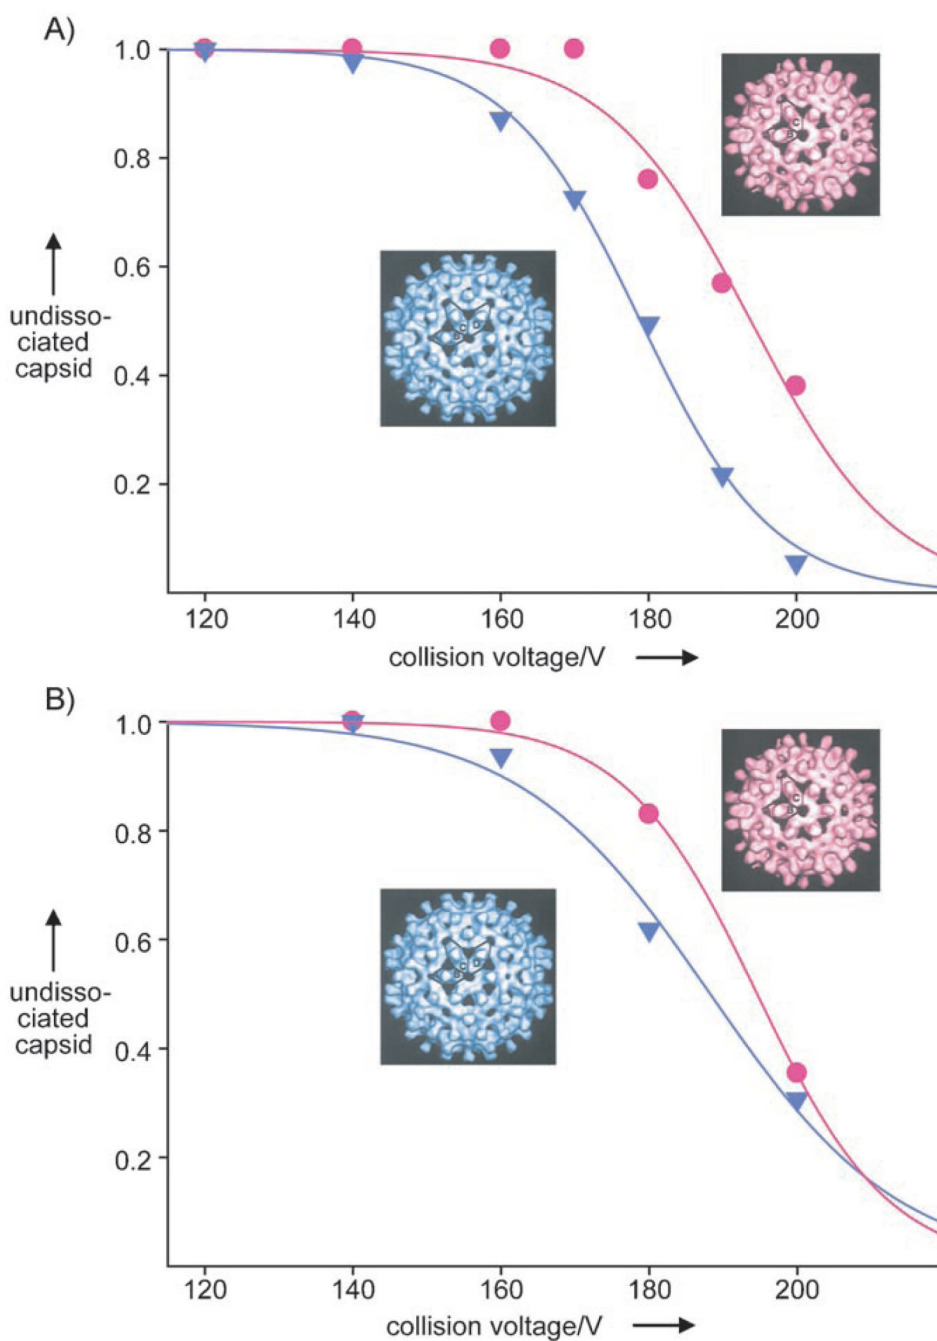 A)
1.0
0.8
0.6
0.4
0.2
undisso-
ciated
capsid
C
B
B
C
D
120
140
160
180
200
collision voltage/V
B)
1.0
0.8
0.6
0.4
0.2
undisso-
ciated
capsid
C
B
C
D
120
140
160
180
200
collision voltage/V